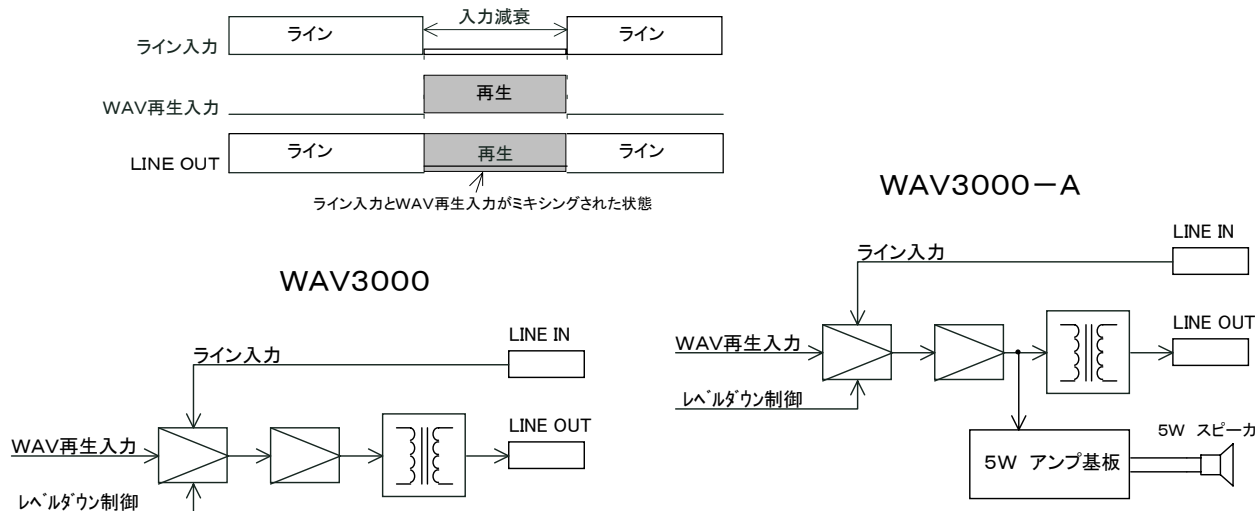 入力減衰
ライン入力
ライン
ライン
WAV再生入力
再生
LINE OUT
ライン
再生
ライン
ライン入力とWAV再生入力がミキシングされた状態
WAV3000
ライン入力
LINE IN
WAV再生入力
LINE OUT
レベルダウン制御
WAV3000-A
LINE IN
ライン入力
WAV再生入力
LINE OUT
レベルダウン制御
5W アンプ基板
5W スピーカ